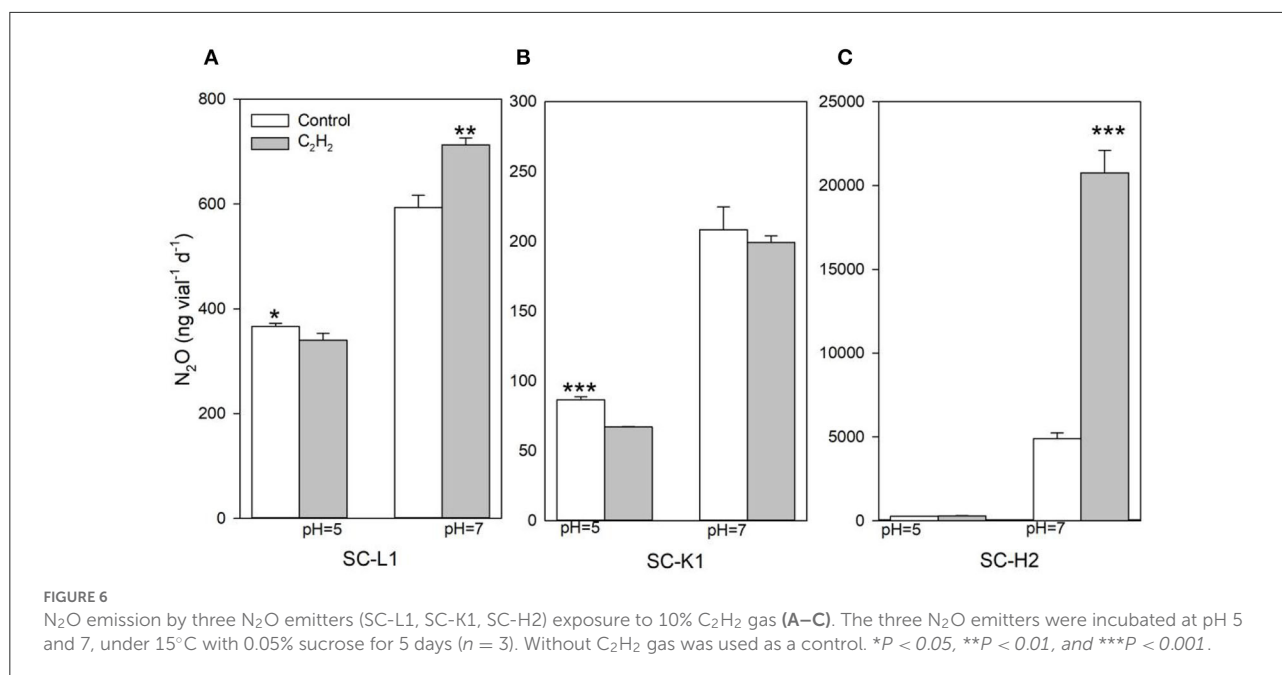 A
B
C
800
600
400
200
0
N₂O (ng vial⁻¹ d⁻¹)
Control
C₂H₂
*
**
pH=5
pH=7
SC-L1
300
250
200
150
100
50
0
***
pH=5
pH=7
SC-K1
25000
20000
15000
10000
5000
0
***
pH=5
pH=7
SC-H2
FIGURE 6
N₂O emission by three N₂O emitters (SC-L1, SC-K1, SC-H2) exposure to 10% C₂H₂ gas (A–C). The three N₂O emitters were incubated at pH 5
and 7, under 15°C with 0.05% sucrose for 5 days (n = 3). Without C₂H₂ gas was used as a control. *P < 0.05, **P < 0.01, and ***P < 0.001.